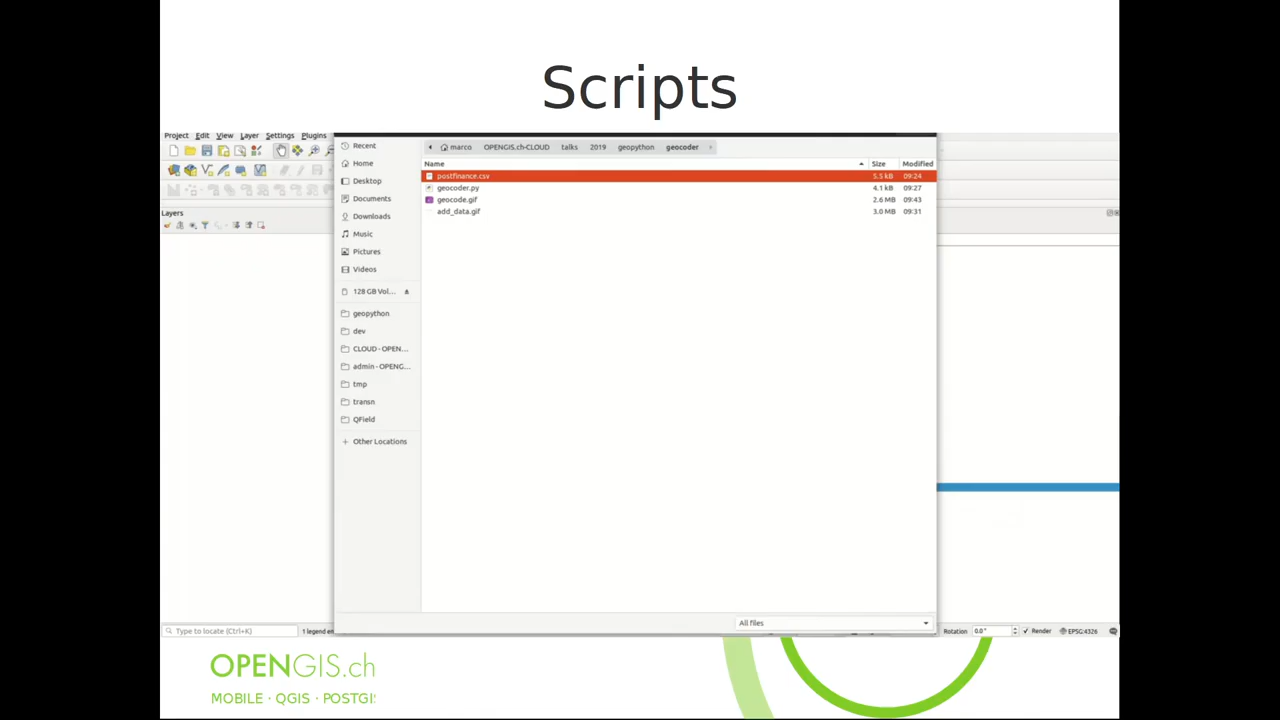 Scripts
Project Edit View Layer Settings Plugins
Recent
Home
Desktop
Documents
Downloads
Music
Pictures
Videos
128 GB Vol...
geopython
dev
CLOUD - OPEN...
admin - OPENG...
tmp
transn
QField
Other Locations
marco OPENGIS.ch-CLOUD talks 2019 geopython geocoder
Name Size Modified
postfinance.csv 5.5 kB 09:24
geocoder.py 4.1 kB 09:27
geocode.gif 2.6 MB 09:43
add_data.gif 3.0 MB 09:31
All files
Layers
Type to locate (Ctrl+K) 1 legend en
Rotation 0.0° Render EPSG:4326
OPENGIS.ch
MOBILE · QGIS · POSTGI